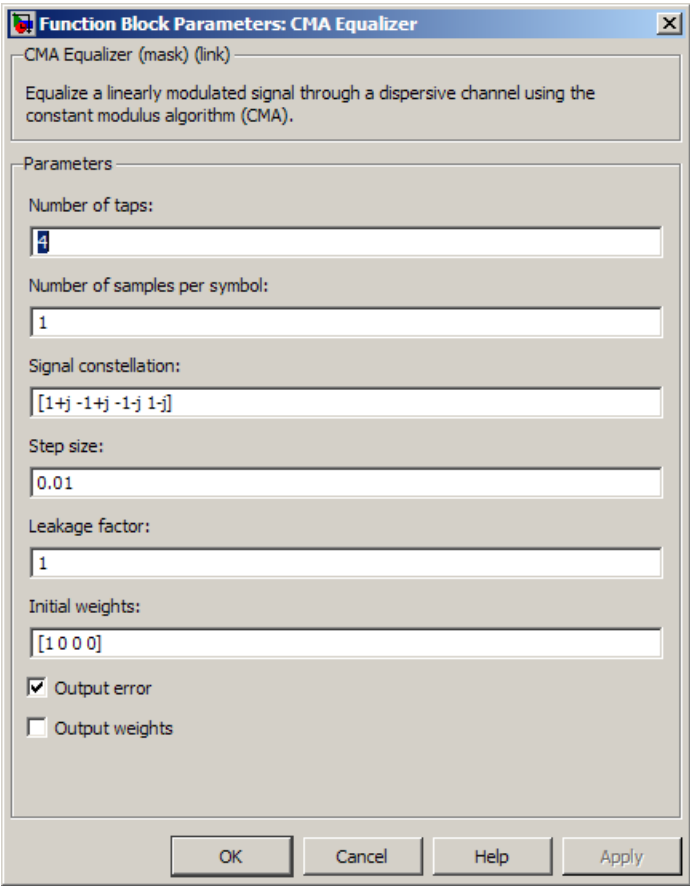 Function Block Parameters: CMA Equalizer
CMA Equalizer (mask) (link)
Equalize a linearly modulated signal through a dispersive channel using the
constant modulus algorithm (CMA).
Parameters
Number of taps:
4
Number of samples per symbol:
1
Signal constellation:
[1+j -1+j -1-j 1-j]
Step size:
0.01
Leakage factor:
1
Initial weights:
[1 0 0 0]
Output error
Output weights
OK Cancel Help Apply